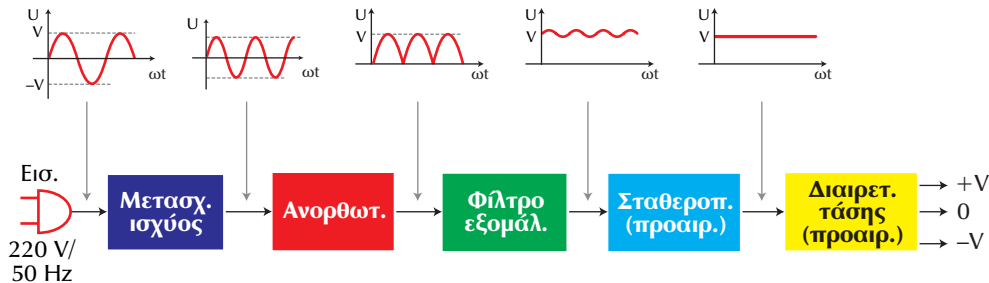 U
V
–V
ωt
U
ωt
U
V
ωt
U
V
ωt
U
V
ωt
Εισ.
220 V/
50 Hz
Μετασχ.
ισχύος
Ανορθωτ.
Φίλτρο
εξομάλ.
Σταθεροπ.
(προαιρ.)
Διαιρετ.
τάσης
(προαιρ.)
+V
0
–V